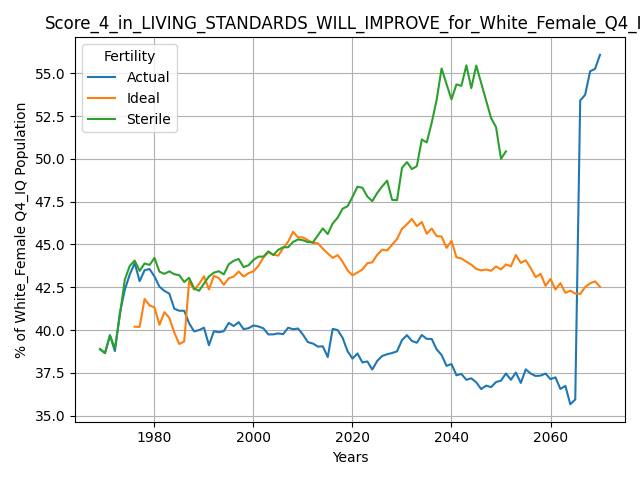 Score_4_in_LIVING_STANDARDS_WILL_IMPROVE_for_White_Female_Q4_I
Fertility
Actual
Ideal
Sterile
% of White_Female Q4_IQ Population
55.0
52.5
50.0
47.5
45.0
42.5
40.0
37.5
35.0
1980
2000
2020
2040
2060
Years